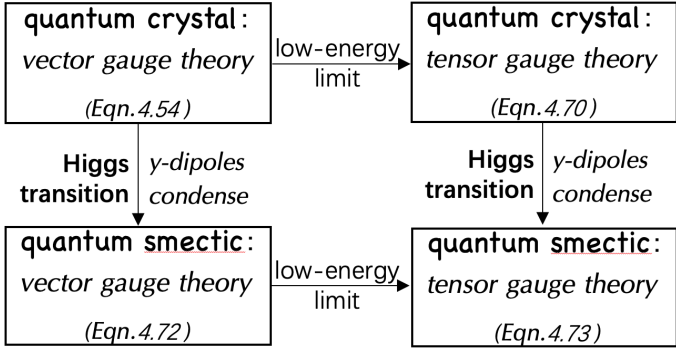 quantum crystal:
vector gauge theory
(Eqn.4.54)
low-energy
limit
quantum crystal:
tensor gauge theory
(Eqn.4.70)
Higgs
transition
y-dipoles
condense
Higgs
transition
y-dipoles
condense
quantum smectic:
vector gauge theory
(Eqn.4.72)
low-energy
limit
quantum smectic:
tensor gauge theory
(Eqn.4.73)